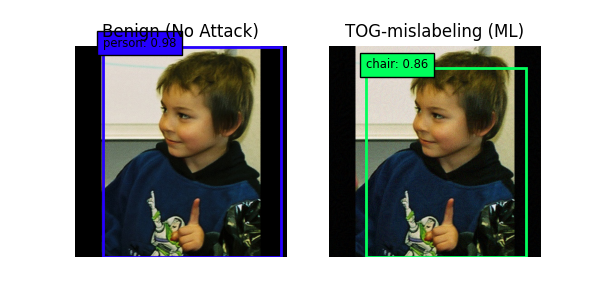 Benign (No Attack)
person: 0.98
TOG-mislabeling (ML)
chair: 0.86